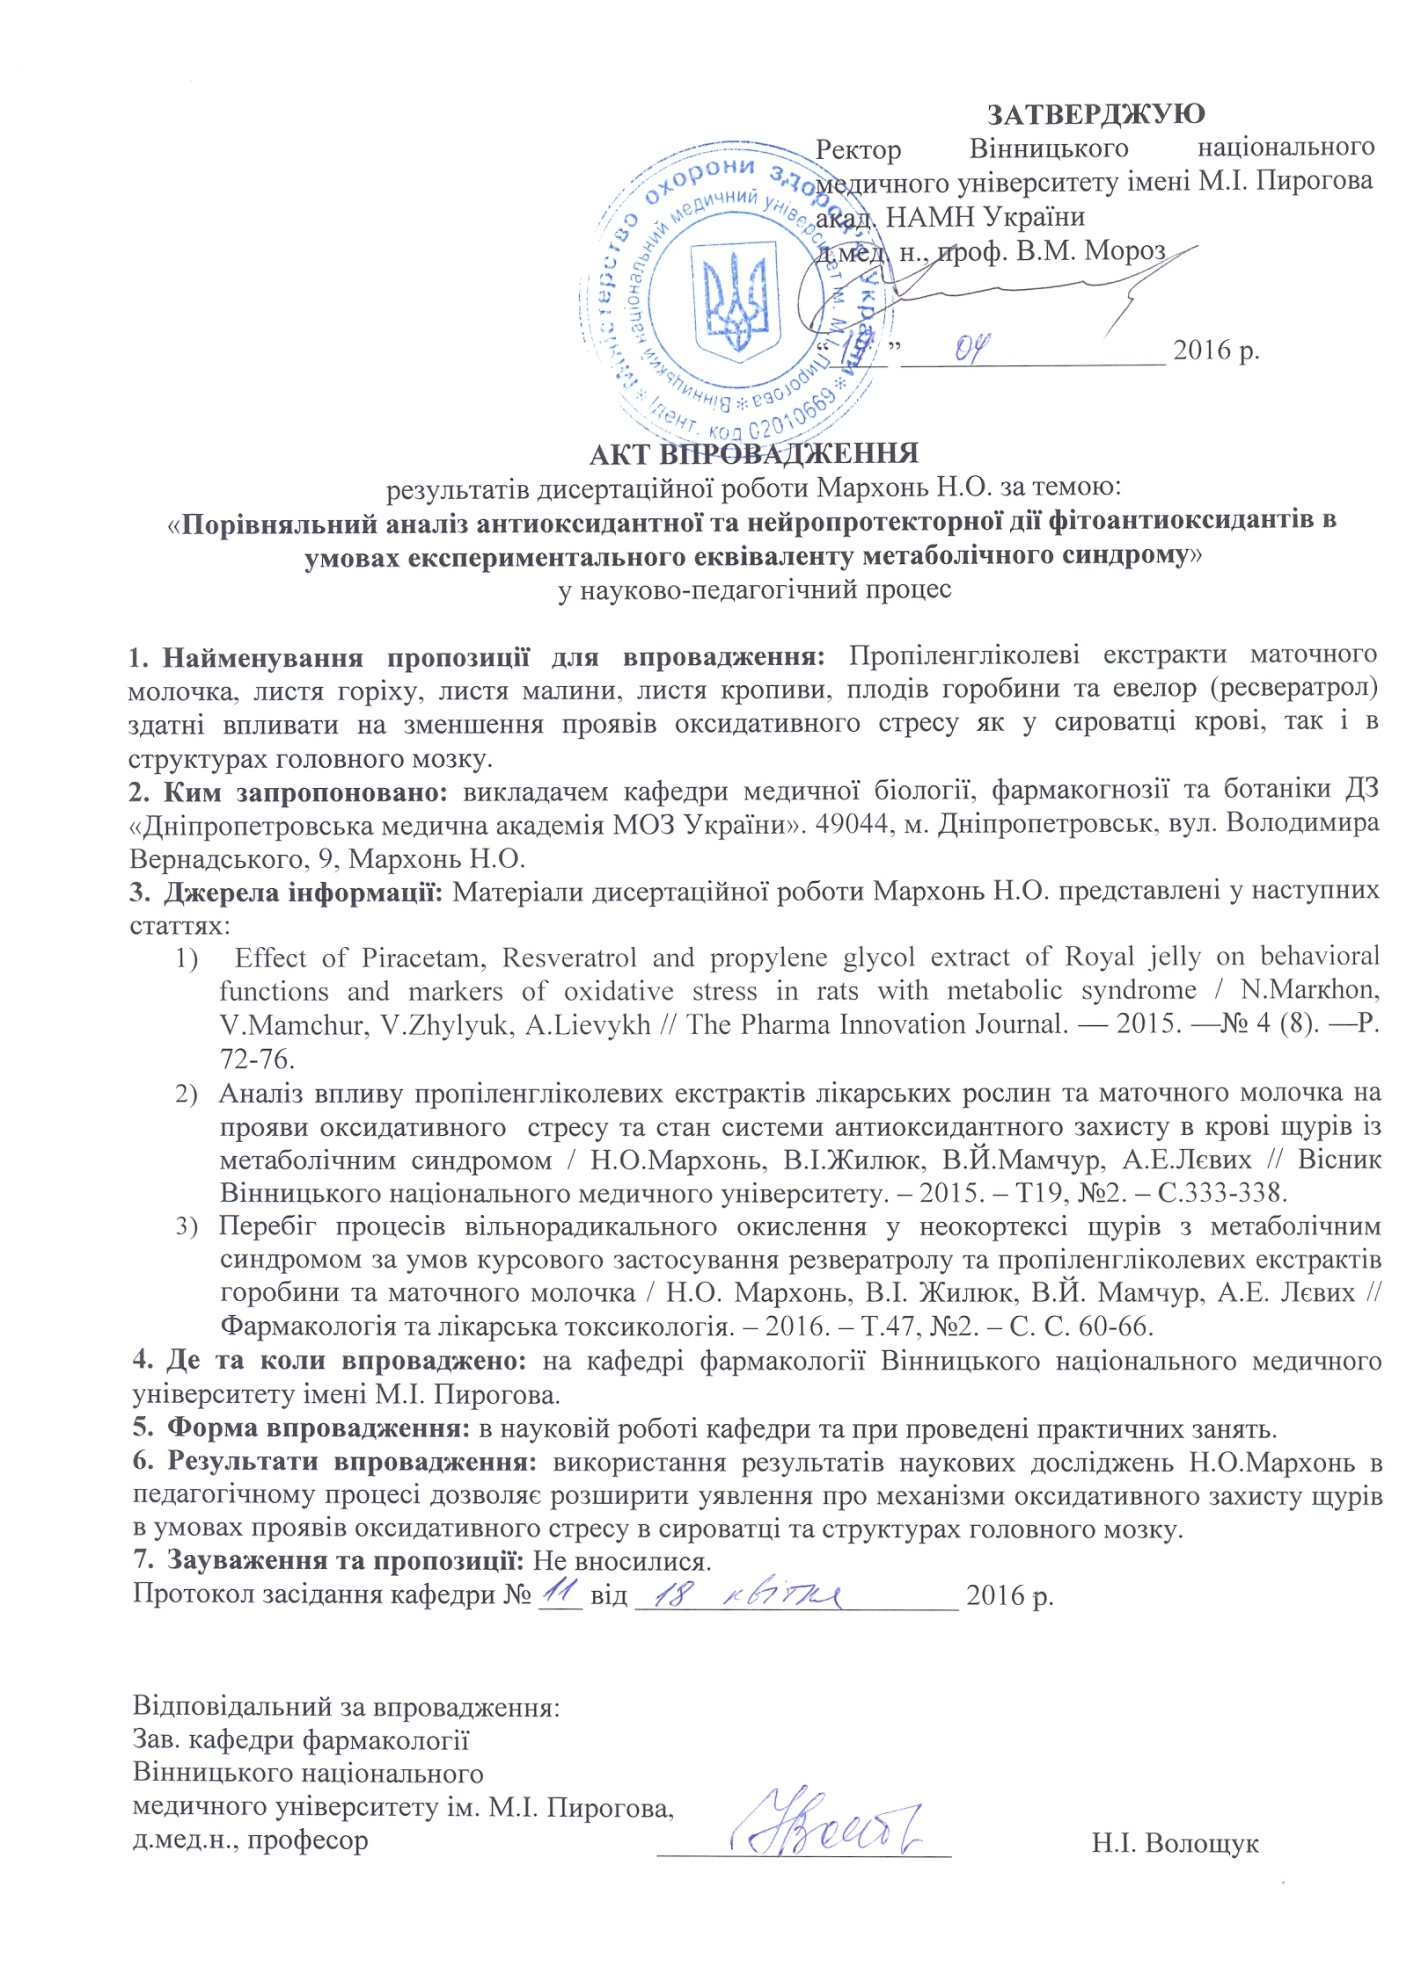 ЗАТВЕРДЖУЮ
Ректор Вінницького національного
медичного університету імені М.І. Пирогова
акад. НАМН України
д.мед. н., проф. В.М. Мороз
“ ” 04 2016 р.
Міністерство охорони здоров'я України
Вінницький національний медичний університет ім. М.І.Пирогова
Ідент. код 02010669
АКТ ВПРОВАДЖЕННЯ
результатів дисертаційної роботи Мархонь Н.О. за темою:
«Порівняльний аналіз антиоксидантної та нейропротекторної дії фітоантиоксидантів в
умовах експериментального еквіваленту метаболічного синдрому»
у науково-педагогічний процес
1. Найменування пропозиції для впровадження: Пропіленгліколеві екстракти маточного
молочка, листя горіху, листя малини, листя кропиви, плодів горобини та евелор (ресвератрол)
здатні впливати на зменшення проявів оксидативного стресу як у сироватці крові, так і в
структурах головного мозку.
2. Ким запропоновано: викладачем кафедри медичної біології, фармакогнозії та ботаніки ДЗ
«Дніпропетровська медична академія МОЗ України». 49044, м. Дніпропетровськ, вул. Володимира
Вернадського, 9, Мархонь Н.О.
3. Джерела інформації: Матеріали дисертаційної роботи Мархонь Н.О. представлені у наступних
статтях:
1) Effect of Piracetam, Resveratrol and propylene glycol extract of Royal jelly on behavioral
functions and markers of oxidative stress in rats with metabolic syndrome / N.Marкhon,
V.Mamchur, V.Zhylyuk, A.Lievykh // The Pharma Innovation Journal. — 2015. —№ 4 (8). —P.
72-76.
2) Аналіз впливу пропіленгліколевих екстрактів лікарських рослин та маточного молочка на
прояви оксидативного стресу та стан системи антиоксидантного захисту в крові щурів із
метаболічним синдромом / Н.О.Мархонь, В.І.Жилюк, В.Й.Мамчур, А.Е.Лєвих // Вісник
Вінницького національного медичного університету. – 2015. – Т19, №2. – С.333-338.
3) Перебіг процесів вільнорадикального окислення у неокортексі щурів з метаболічним
синдромом за умов курсового застосування резвератролу та пропіленгліколевих екстрактів
горобини та маточного молочка / Н.О. Мархонь, В.І. Жилюк, В.Й. Мамчур, А.Е. Лєвих //
Фармакологія та лікарська токсикологія. – 2016. – Т.47, №2. – С. С. 60-66.
4. Де та коли впроваджено: на кафедрі фармакології Вінницького національного медичного
університету імені М.І. Пирогова.
5. Форма впровадження: в науковій роботі кафедри та при проведені практичних занять.
6. Результати впровадження: використання результатів наукових досліджень Н.О.Мархонь в
педагогічному процесі дозволяє розширити уявлення про механізми оксидативного захисту щурів
в умовах проявів оксидативного стресу в сироватці та структурах головного мозку.
7. Зауваження та пропозиції: Не вносилися.
Протокол засідання кафедри № 11 від 18 квітня 2016 р.
Відповідальний за впровадження:
Зав. кафедри фармакології
Вінницького національного
медичного університету ім. М.І. Пирогова,
д.мед.н., професор Н.І. Волощук